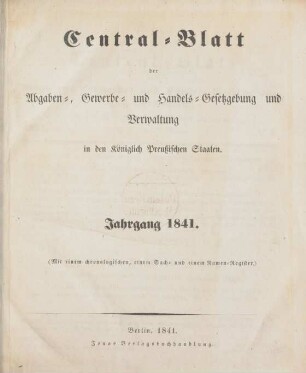 Central-Blatt
der
Abgaben-, Gewerbe- und Handels-Gesetzgebung und
Verwaltung
in den Königlich Preußischen Staaten.
Jahrgang 1841.
(Mit einem chronologischen, einem Sach- und einem Namen-Register.)
Berlin, 1841.
Verlagsbuchhandlung.